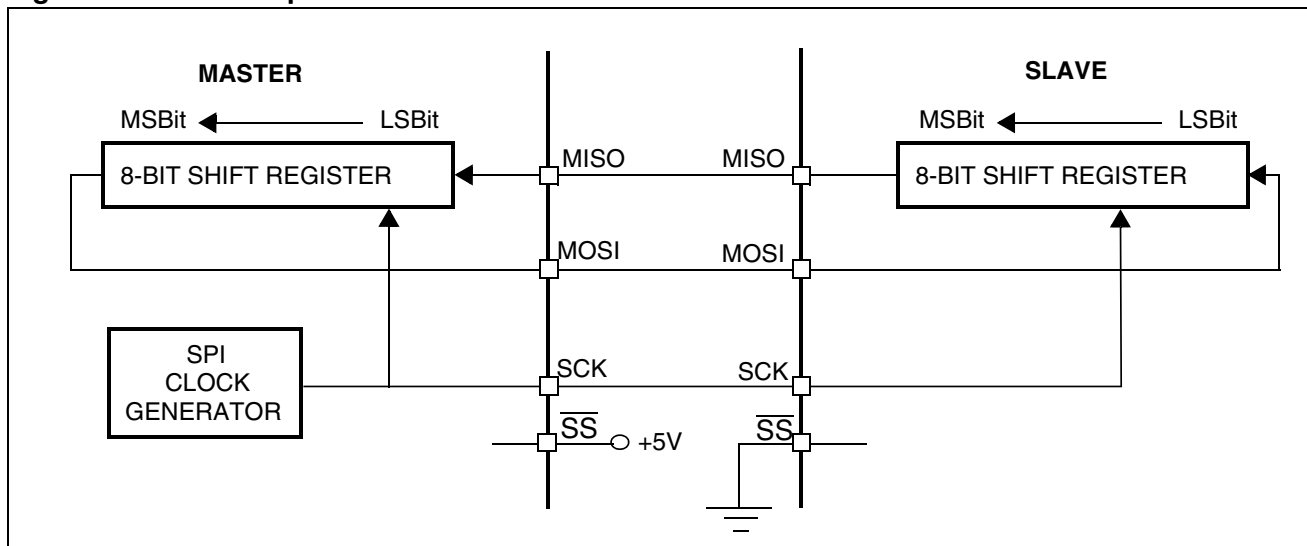 MASTER
SLAVE
MSBit LSBit
MSBit LSBit
8-BIT SHIFT REGISTER
MISO
MISO
8-BIT SHIFT REGISTER
MOSI
MOSI
SPI
CLOCK
GENERATOR
SCK
SCK
SS
+5V
SS